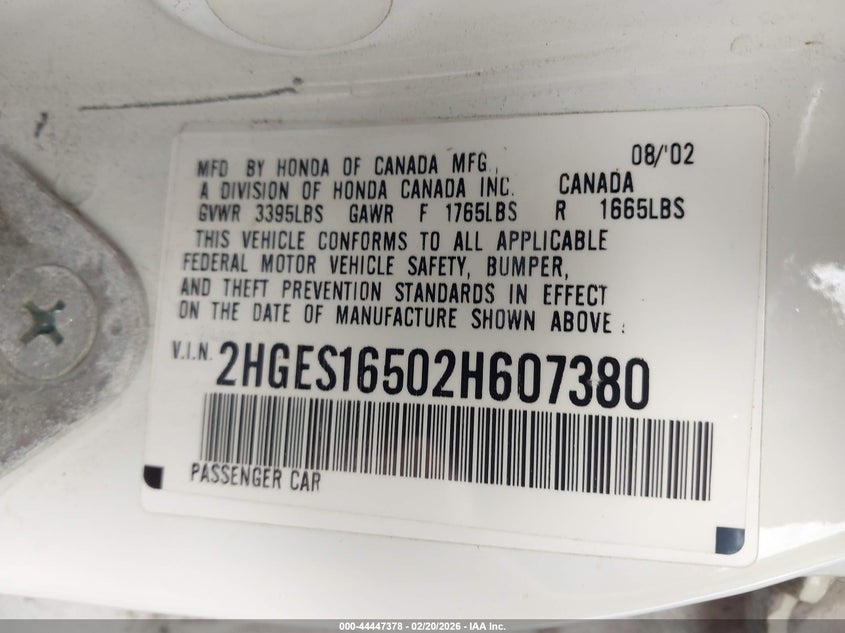 MFD BY HONDA OF CANADA MFG., 08/'02
A DIVISION OF HONDA CANADA INC. CANADA
GVWR 3395LBS GAWR F 1765LBS R 1665LBS
THIS VEHICLE CONFORMS TO ALL APPLICABLE
FEDERAL MOTOR VEHICLE SAFETY, BUMPER,
AND THEFT PREVENTION STANDARDS IN EFFECT
ON THE DATE OF MANUFACTURE SHOWN ABOVE.
V.I.N. 2HGES16502H607380
PASSENGER CAR
000-44447378 - 02/20/2026 - IAA Inc.